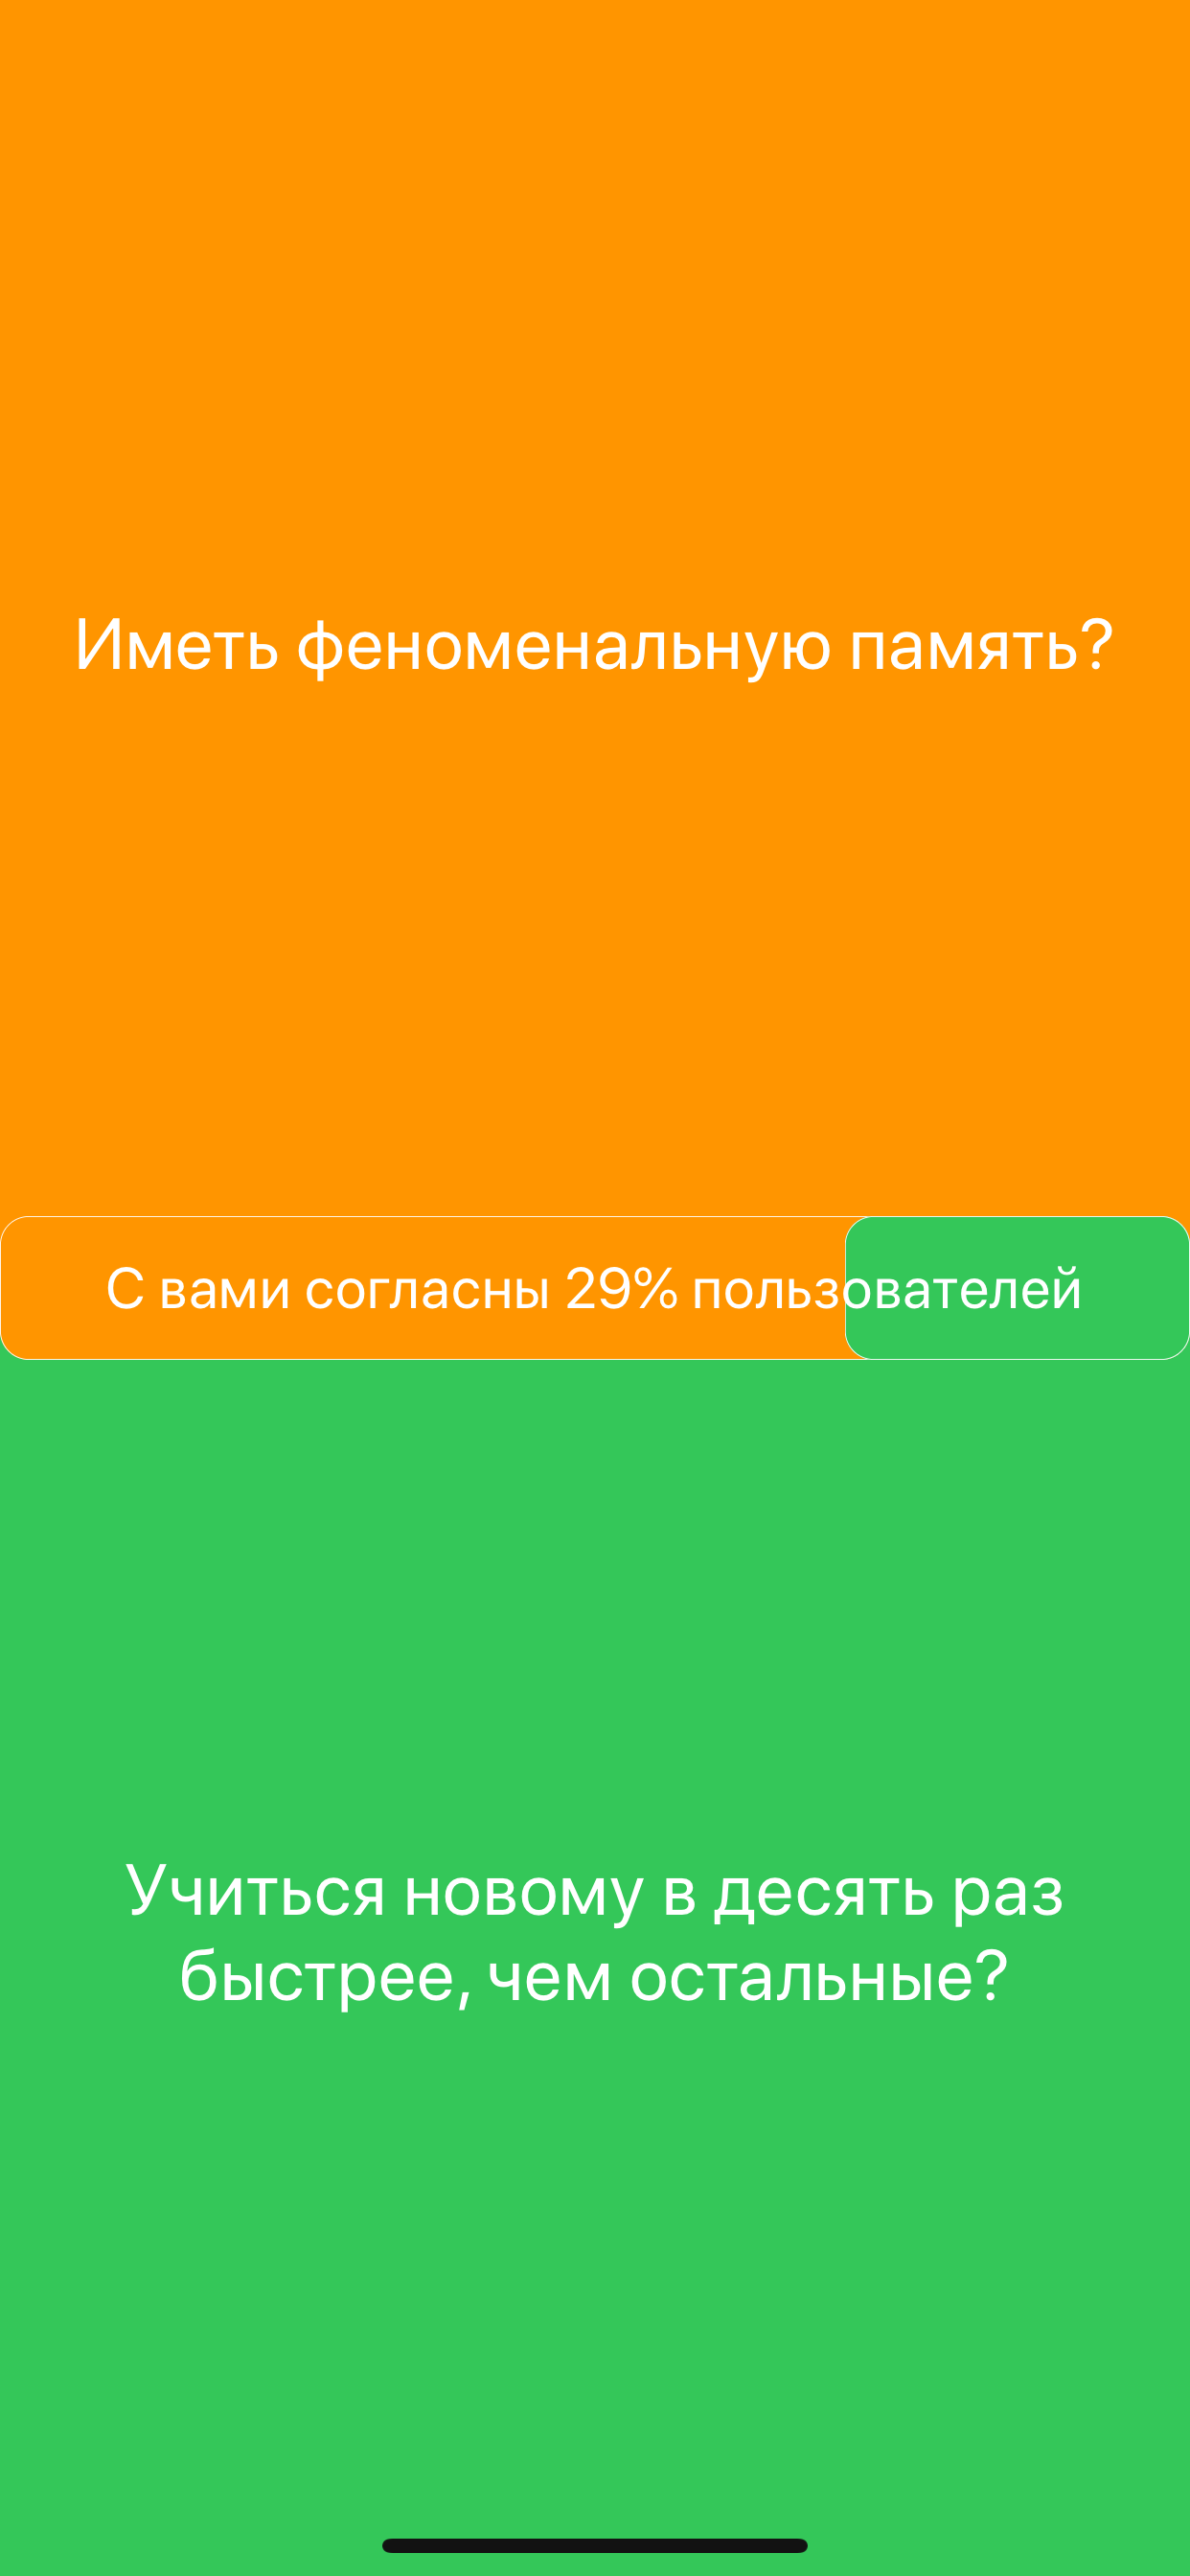 Иметь феноменальную память?
С вами согласны 29% пользователей
Учиться новому в десять раз
быстрее, чем остальные?